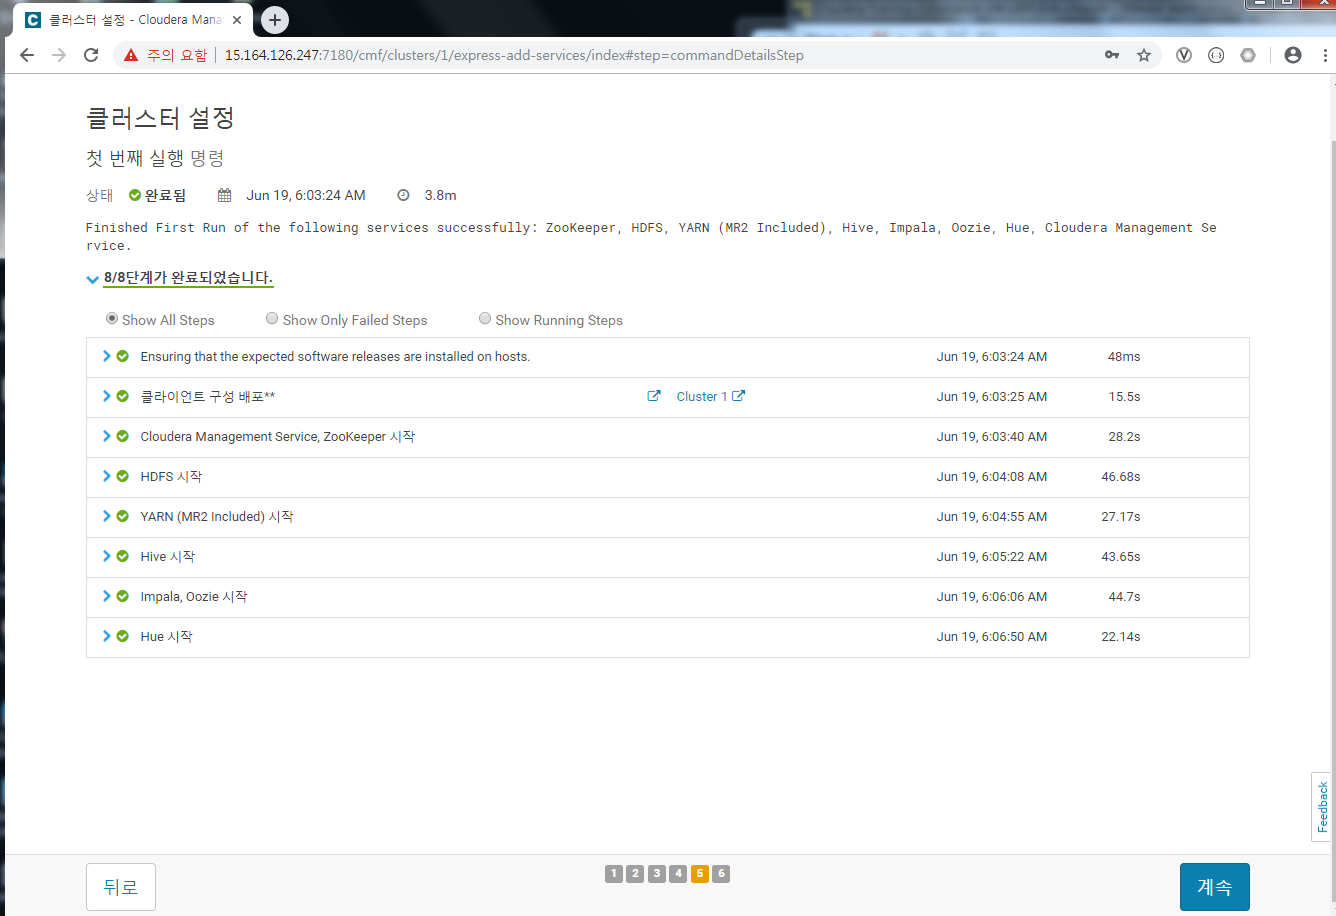 클러스터 설정 - Cloudera Mana
주의 요함 15.164.126.247:7180/cmf/clusters/1/express-add-services/index#step=commandDetailsStep
클러스터 설정
첫 번째 실행 명령
상태 완료됨 Jun 19, 6:03:24 AM 3.8m
Finished First Run of the following services successfully: ZooKeeper, HDFS, YARN (MR2 Included), Hive, Impala, Oozie, Hue, Cloudera Management Se
rvice.
8/8단계가 완료되었습니다.
Show All Steps Show Only Failed Steps Show Running Steps
Ensuring that the expected software releases are installed on hosts. Jun 19, 6:03:24 AM 48ms
클라이언트 구성 배포** Cluster 1 Jun 19, 6:03:25 AM 15.5s
Cloudera Management Service, ZooKeeper 시작 Jun 19, 6:03:40 AM 28.2s
HDFS 시작 Jun 19, 6:04:08 AM 46.68s
YARN (MR2 Included) 시작 Jun 19, 6:04:55 AM 27.17s
Hive 시작 Jun 19, 6:05:22 AM 43.65s
Impala, Oozie 시작 Jun 19, 6:06:06 AM 44.7s
Hue 시작 Jun 19, 6:06:50 AM 22.14s
Feedback
뒤로 1 2 3 4 5 6 계속